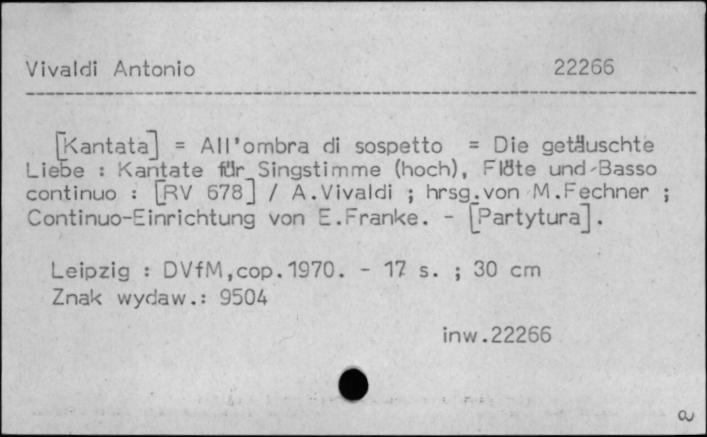 Vivaldi Antonio 22266
[Kantata] = All'ombra di sospetto = Die getäuschte
Liebe : Kantate für Singstimme (hoch), Flöte und Basso
continuo : [RV 678] / A.Vivaldi ; hrsg.von M.Fechner ;
Continuo-Einrichtung von E.Franke. - [Partytura].
Leipzig : DVfM,cop.1970. - 17 s. ; 30 cm
Znak wydaw.: 9504
inw.22266
a